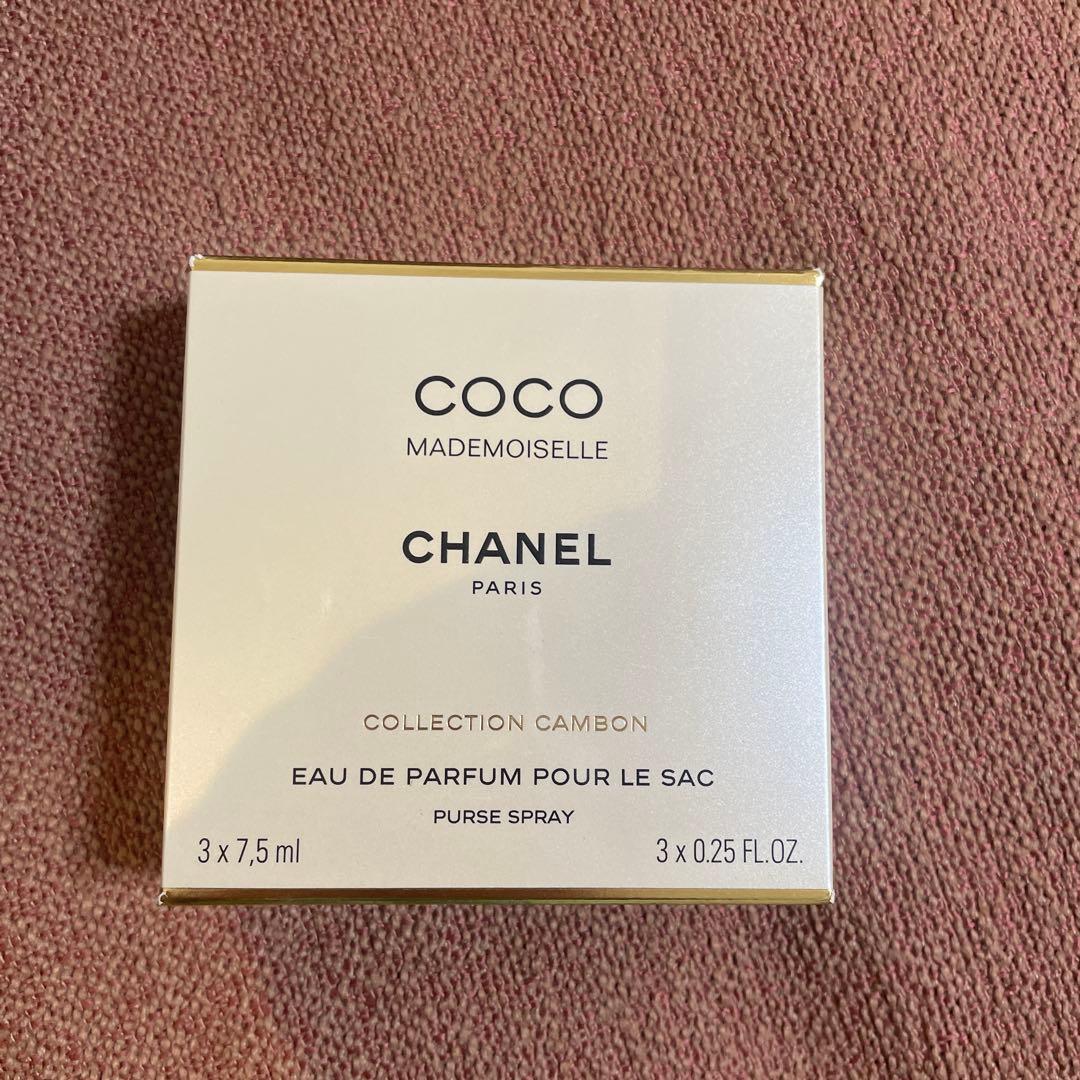 COCO
MADEMOISELLE
CHANEL
PARIS
COLLECTION CAMBON
EAU DE PARFUM POUR LE SAC
PURSE SPRAY
3 x 7,5 ml 3 x 0.25 FL.OZ.